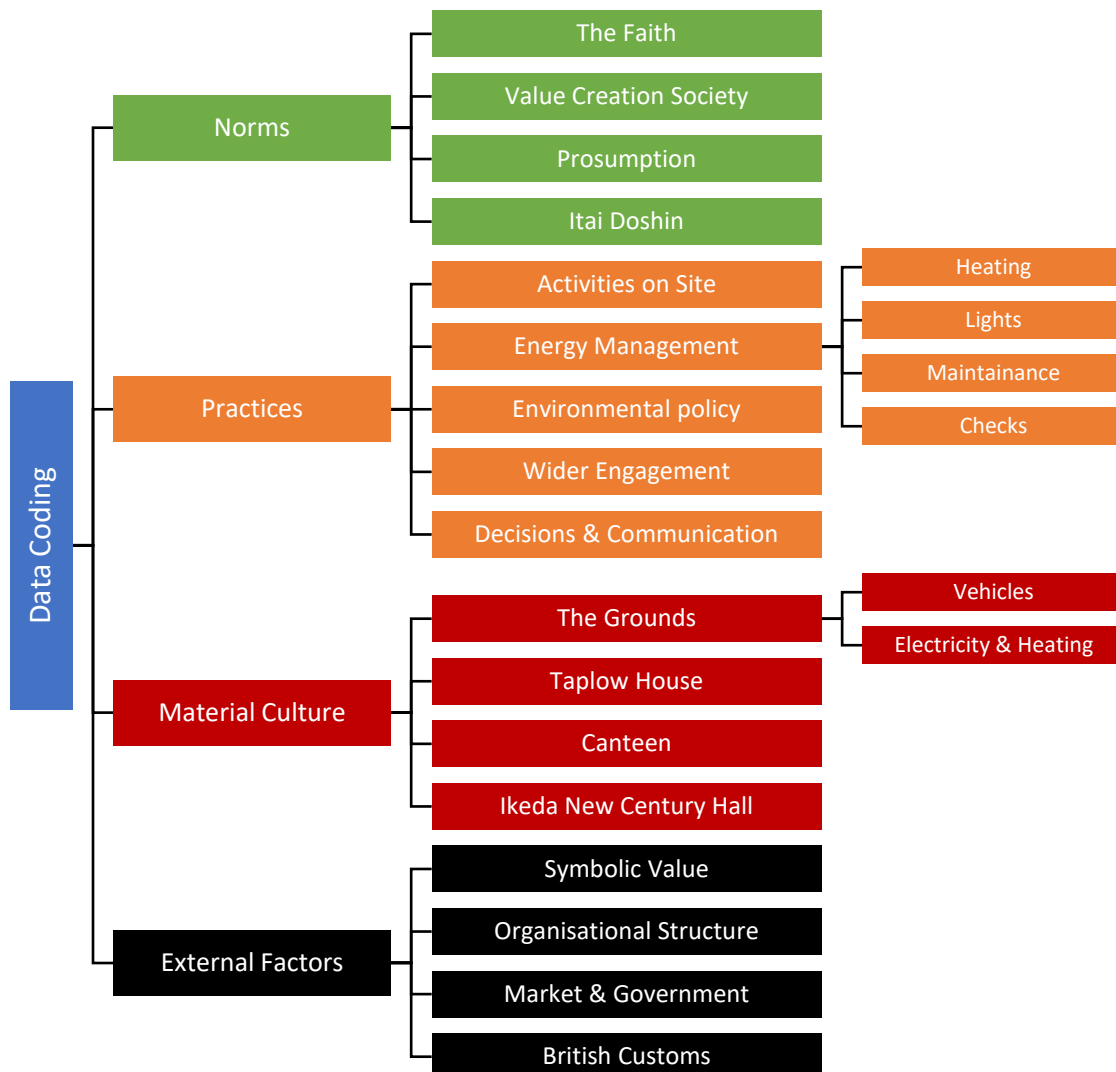 Data Coding
Norms
The Faith
Value Creation Society
Prosumption
Itai Doshin
Practices
Activities on Site
Energy Management
Heating
Lights
Maintainance
Checks
Environmental policy
Wider Engagement
Decisions & Communication
Material Culture
The Grounds
Vehicles
Electricity & Heating
Taplow House
Canteen
Ikeda New Century Hall
External Factors
Symbolic Value
Organisational Structure
Market & Government
British Customs